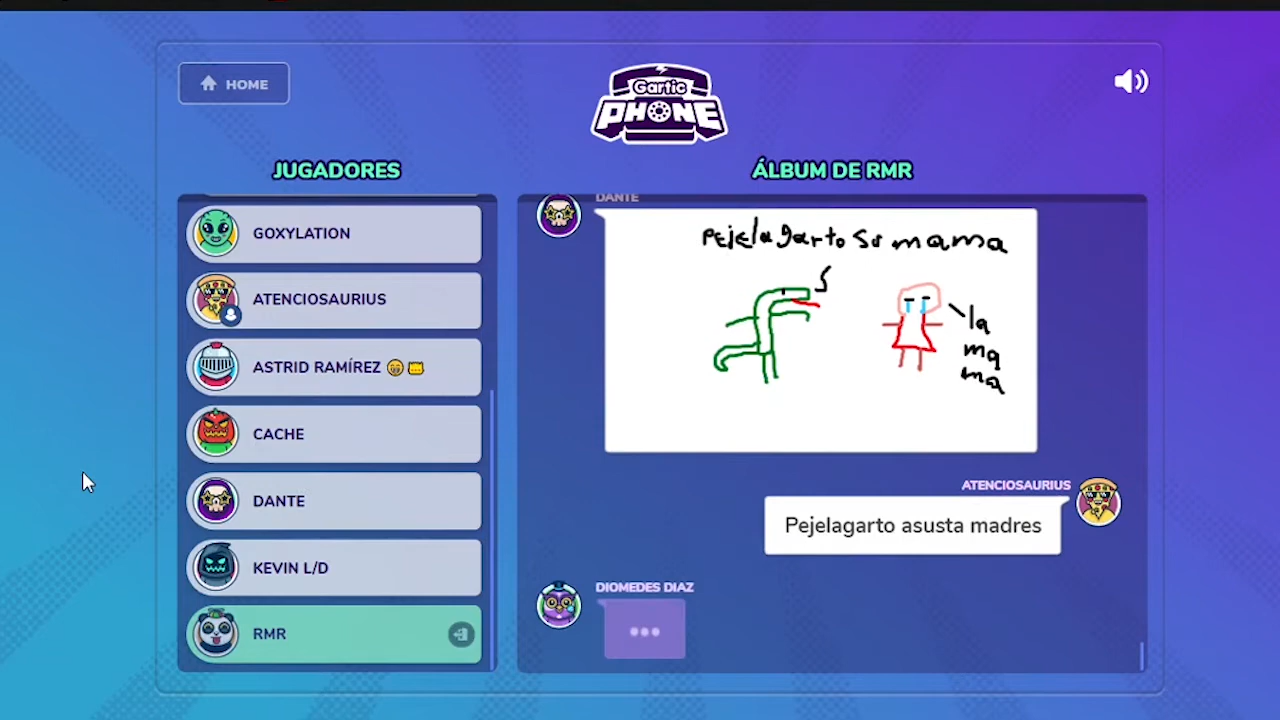 HOME
Gartic
PHONE
JUGADORES
ÁLBUM DE RMR
GOXYLATION
ATENCIOSAURIUS
ASTRID RAMÍREZ
CACHE
DANTE
KEVIN L/D
RMR
DANTE
Pejelagarto su mama
la
ma
ma
ATENCIOSAURIUS
Pejelagarto asusta madres
DIOMEDES DIAZ